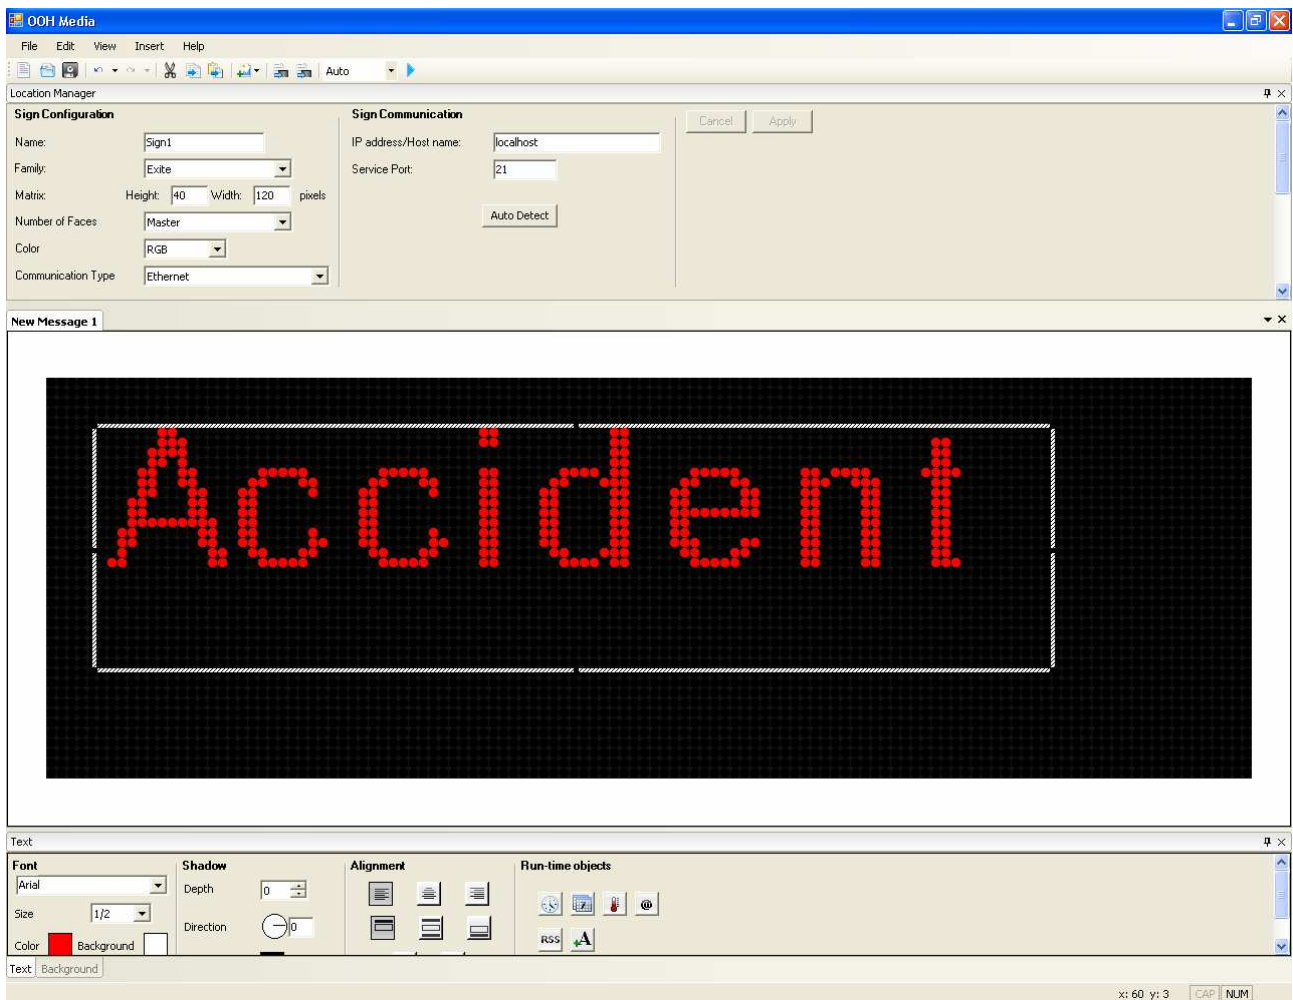 OOH Media
File Edit View Insert Help
Auto
Location Manager
Sign Configuration
Name: Sign1
Family: Exite
Matrix: Height: 40 Width: 120 pixels
Number of Faces Master
Color RGB
Communication Type Ethernet
Sign Communication
IP address/Host name: localhost
Service Port: 21
Auto Detect
Cancel Apply
New Message 1
Accident
Text
Font
Arial
Size 1/2
Color Background
Shadow
Depth 0
Direction 0
Alignment
Run-time objects
@
RSS A
Text Background
x: 60 y: 3 CAP NUM